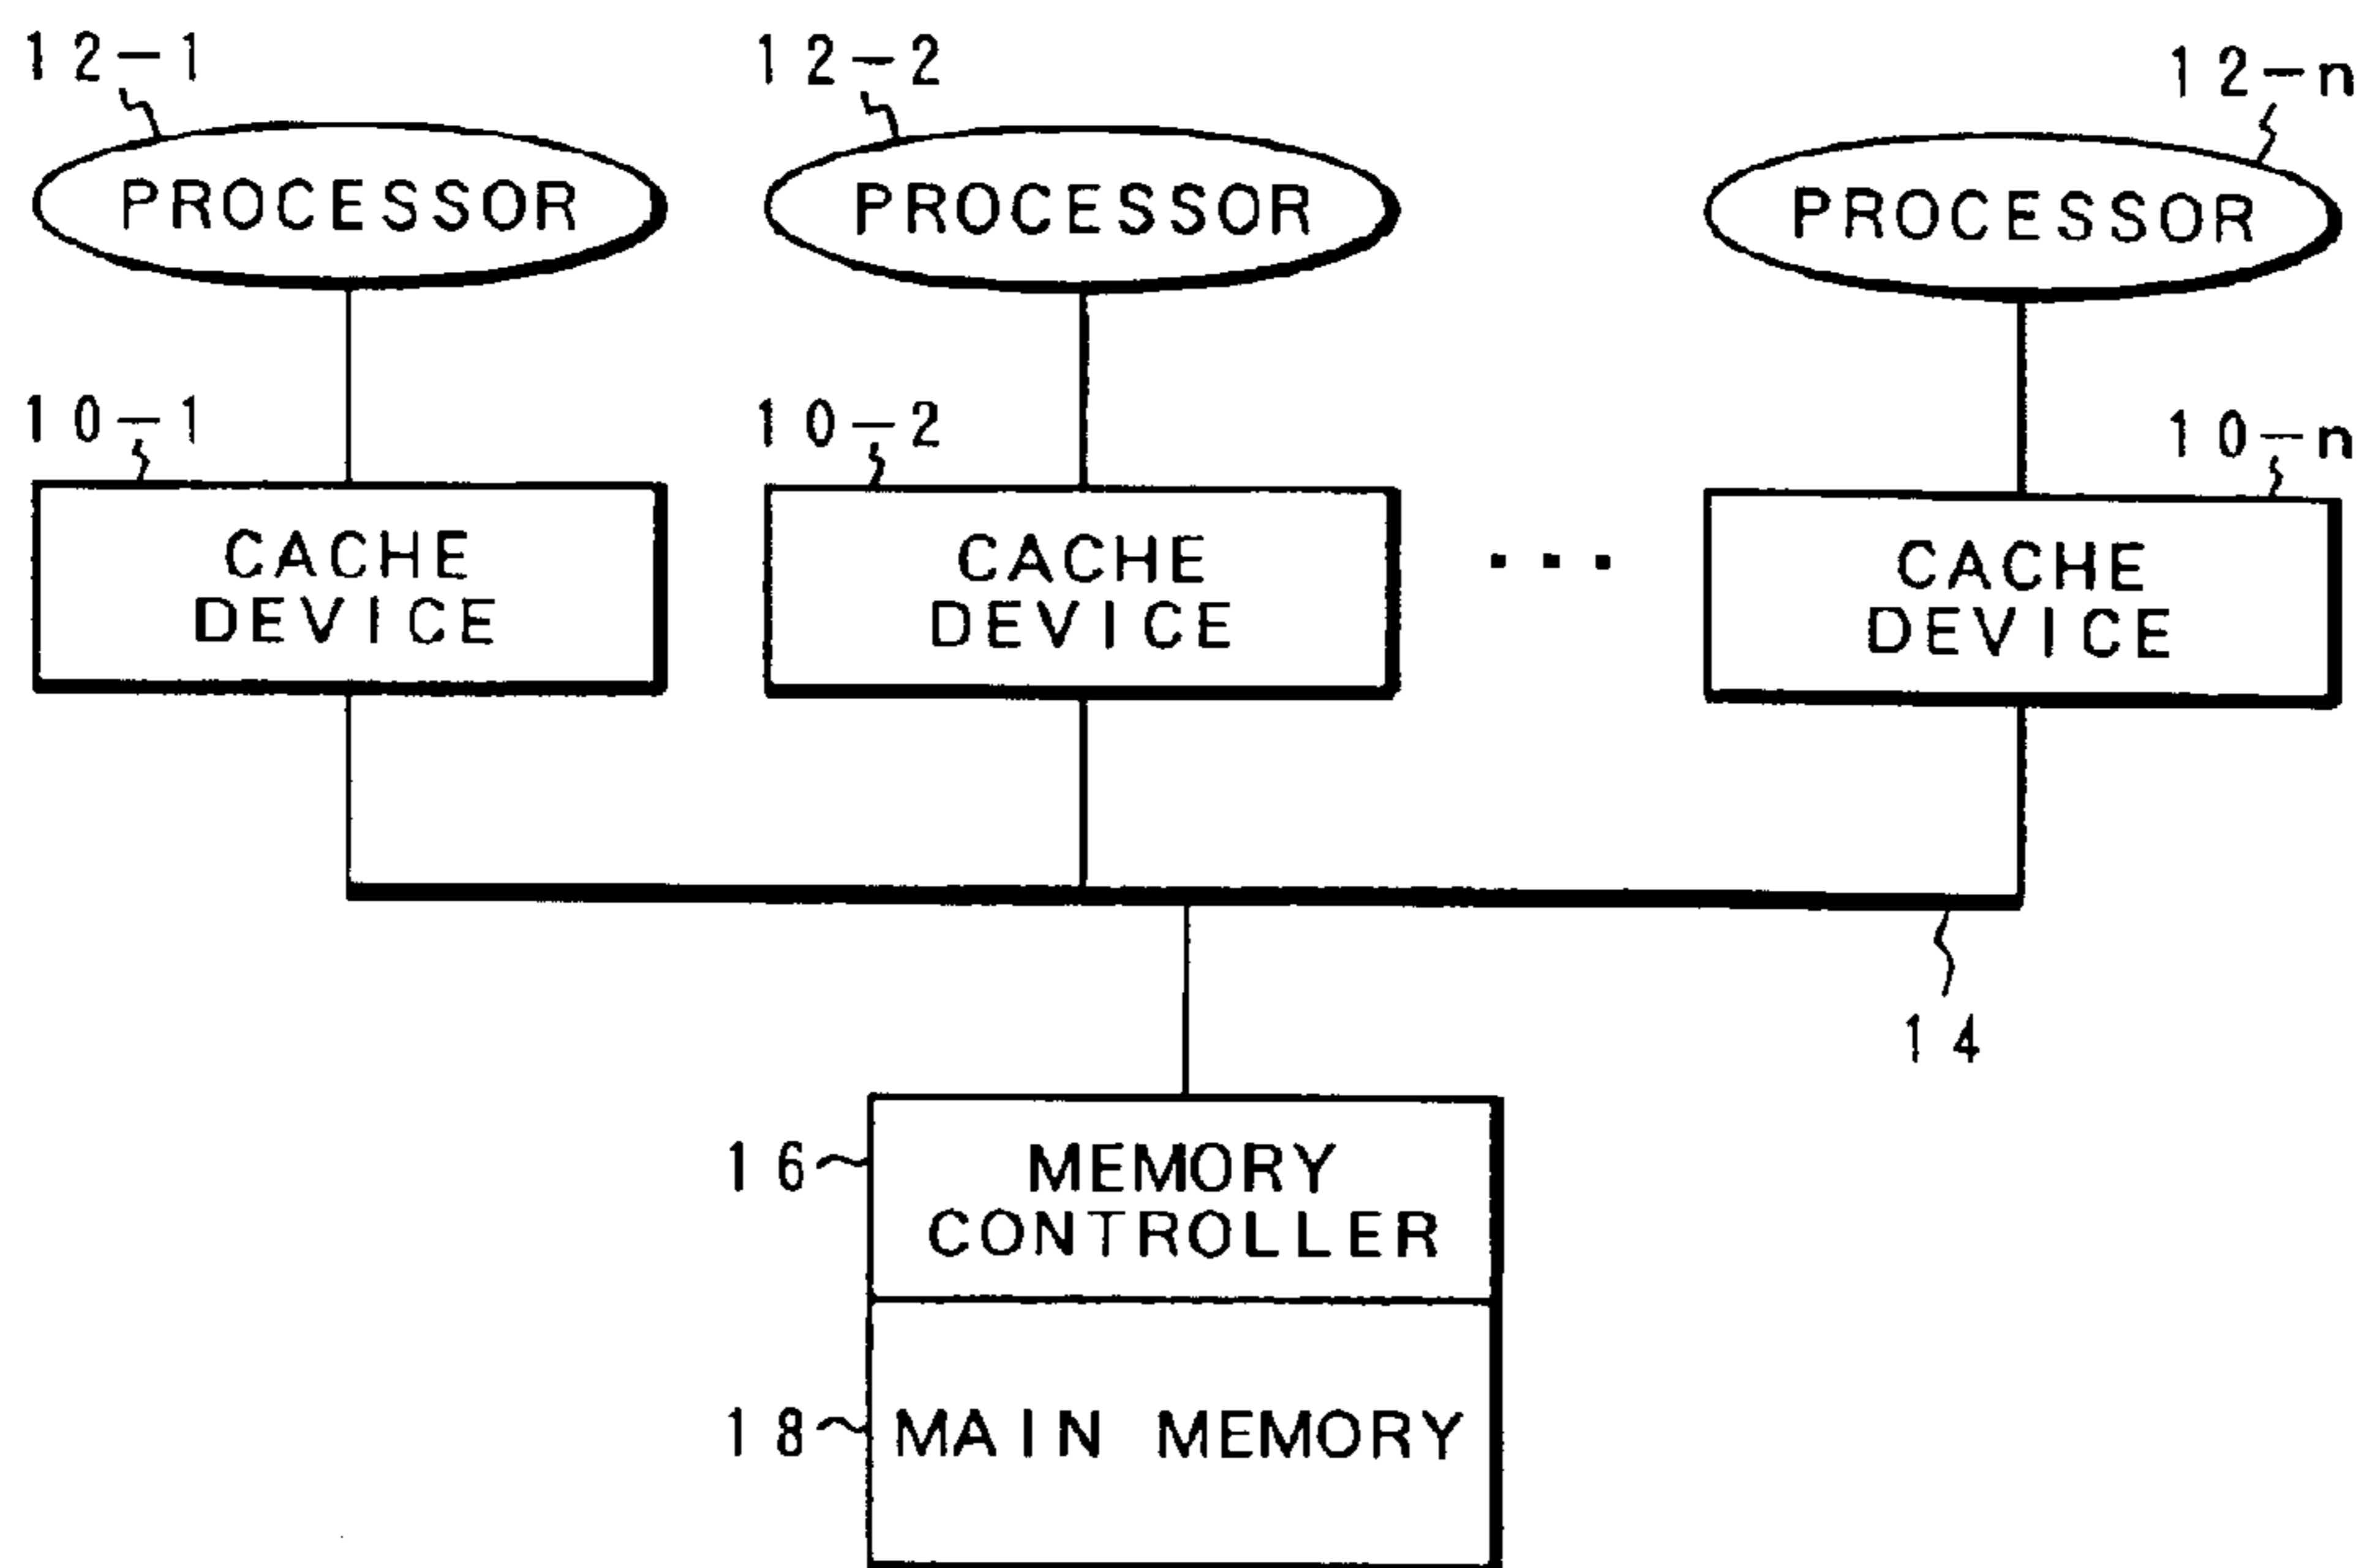 12-1
12-2
12-n
PROCESSOR
PROCESSOR
PROCESSOR
10-1
10-2
10-n
CACHE
DEVICE
CACHE
DEVICE
...
CACHE
DEVICE
14
16
MEMORY
CONTROLLER
18
MAIN MEMORY